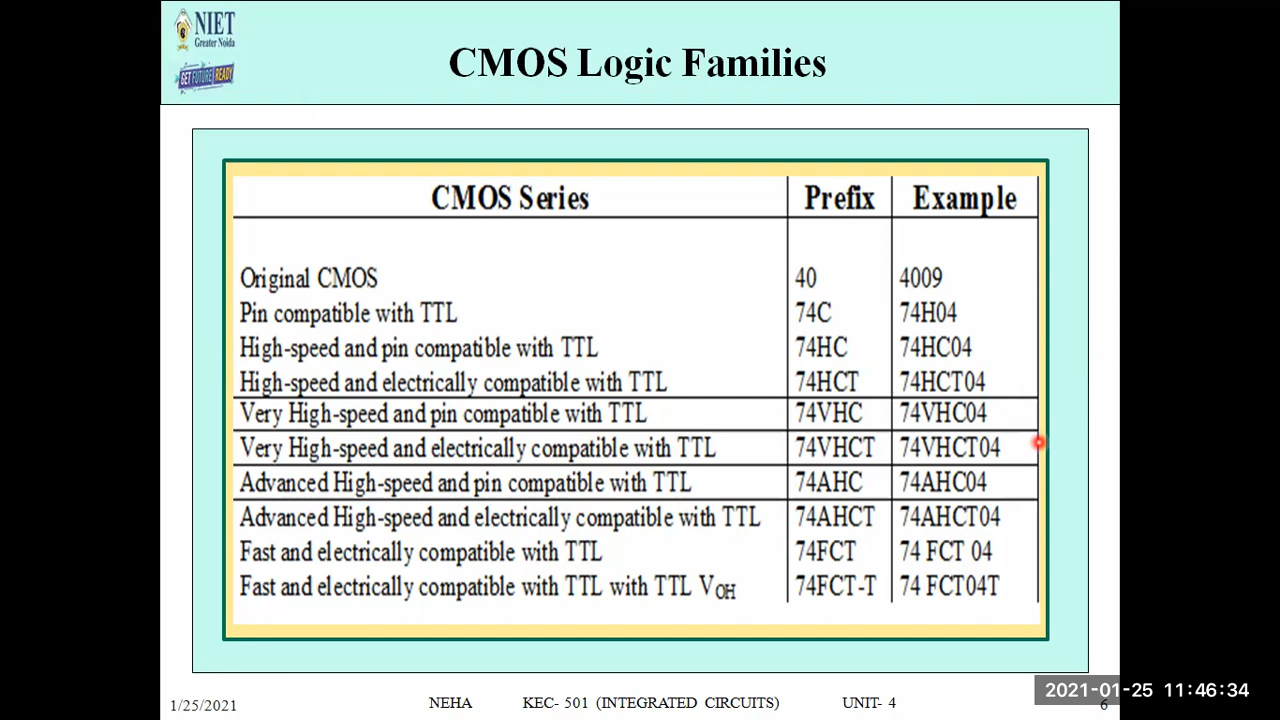 NIET
Greater Noida
GET FUTURE READY
CMOS Logic Families
CMOS Series Prefix Example
Original CMOS 40 4009
Pin compatible with TTL 74C 74H04
High-speed and pin compatible with TTL 74HC 74HC04
High-speed and electrically compatible with TTL 74HCT 74HCT04
Very High-speed and pin compatible with TTL 74VHC 74VHC04
Very High-speed and electrically compatible with TTL 74VHCT 74VHCT04
Advanced High-speed and pin compatible with TTL 74AHC 74AHC04
Advanced High-speed and electrically compatible with TTL 74AHCT 74AHCT04
Fast and electrically compatible with TTL 74FCT 74 FCT 04
Fast and electrically compatible with TTL with TTL VOH 74FCT-T 74 FCT04T
1/25/2021 NEHA KEC- 501 (INTEGRATED CIRCUITS) UNIT- 4 6
2021-01-25 11:46:34